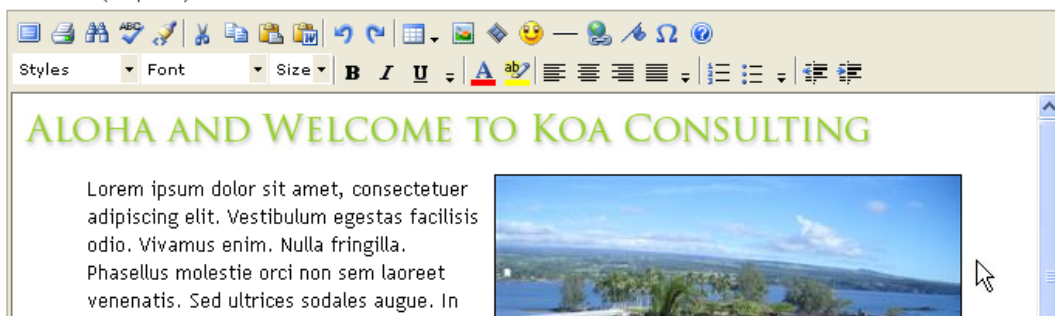 Styles Font Size B I U A ab
ALOHA AND WELCOME TO KOA CONSULTING
Lorem ipsum dolor sit amet, consectetuer
adipiscing elit. Vestibulum egestas facilisis
odio. Vivamus enim. Nulla fringilla.
Phasellus molestie orci non sem laoreet
venenatis. Sed ultrices sodales augue. In